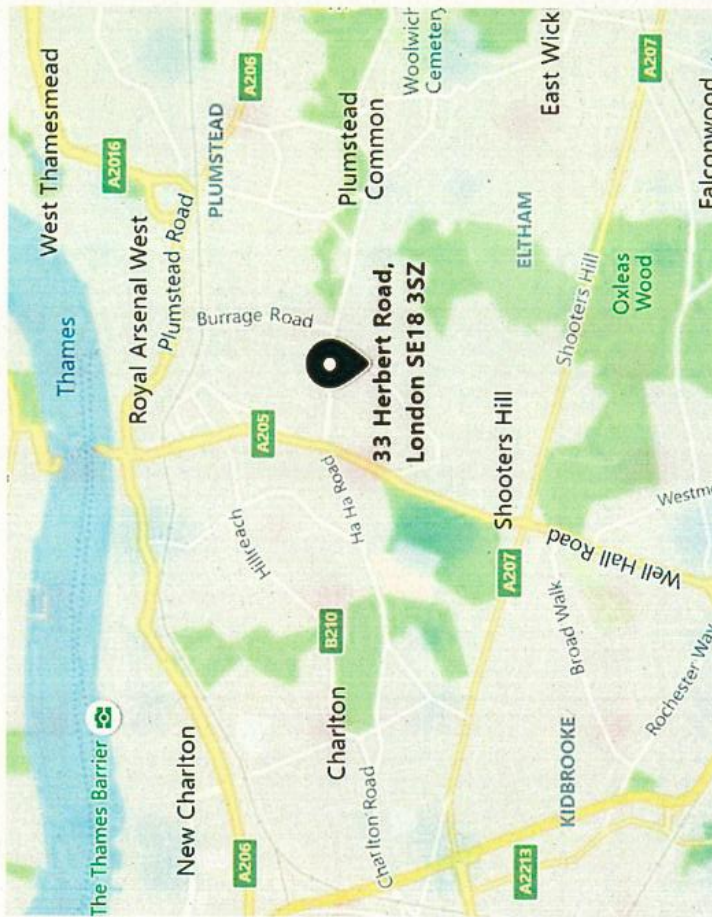 West Thamesmead
Thames
The Thames Barrier
A2016
Royal Arsenal West
Plumstead Road
New Charlton
PLUMSTEAD
A206
A206
Burrage Road
A205
Hillreach
B210
Charlton
Plumstead
Common
Ha Ha Road
33 Herbert Road,
London SE18 3SZ
Charlton Road
Woolwich
Cemetery
Shooters Hill
A207
ELTHAM
A2213
East Wick
KIDBROOKE
Shooters Hill
Broad Walk
Oxleas
Wood
Well Hall Road
A207
Rochester Way
Falconwood